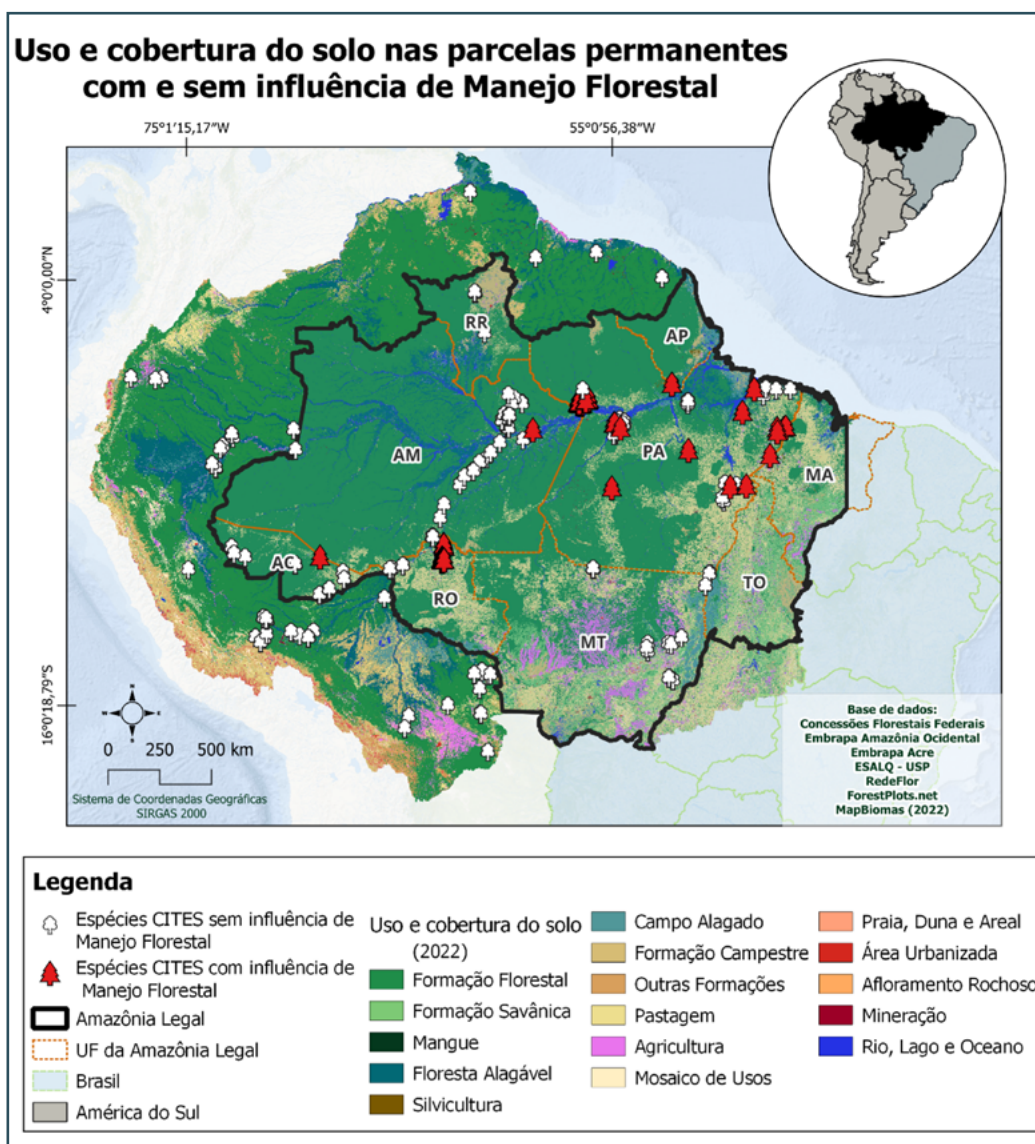 Uso e cobertura do solo nas parcelas permanentes
com e sem influência de Manejo Florestal
75°1′15,17″W
55°0′56,38″W
4°0′0,00″N
16°0′18,79″S
RR
AP
AM
PA
MA
AC
RO
TO
MT
N
0 250 500 km
Sistema de Coordenadas Geográficas
SIRGAS 2000
Base de dados:
Concessões Florestais Federais
Embrapa Amazônia Ocidental
Embrapa Acre
ESALQ - USP
RedeFlor
ForestPlots.net
MapBiomas (2022)
Legenda
Espécies CITES sem influência de
Manejo Florestal
Espécies CITES com influência de
Manejo Florestal
Amazônia Legal
UF da Amazônia Legal
Brasil
América do Sul
Uso e cobertura do solo
(2022)
Formação Florestal
Formação Savânica
Mangue
Floresta Alagável
Silvicultura
Campo Alagado
Formação Campestre
Outras Formações
Pastagem
Agricultura
Mosaico de Usos
Praia, Duna e Areal
Área Urbanizada
Afloramento Rochoso
Mineração
Rio, Lago e Oceano